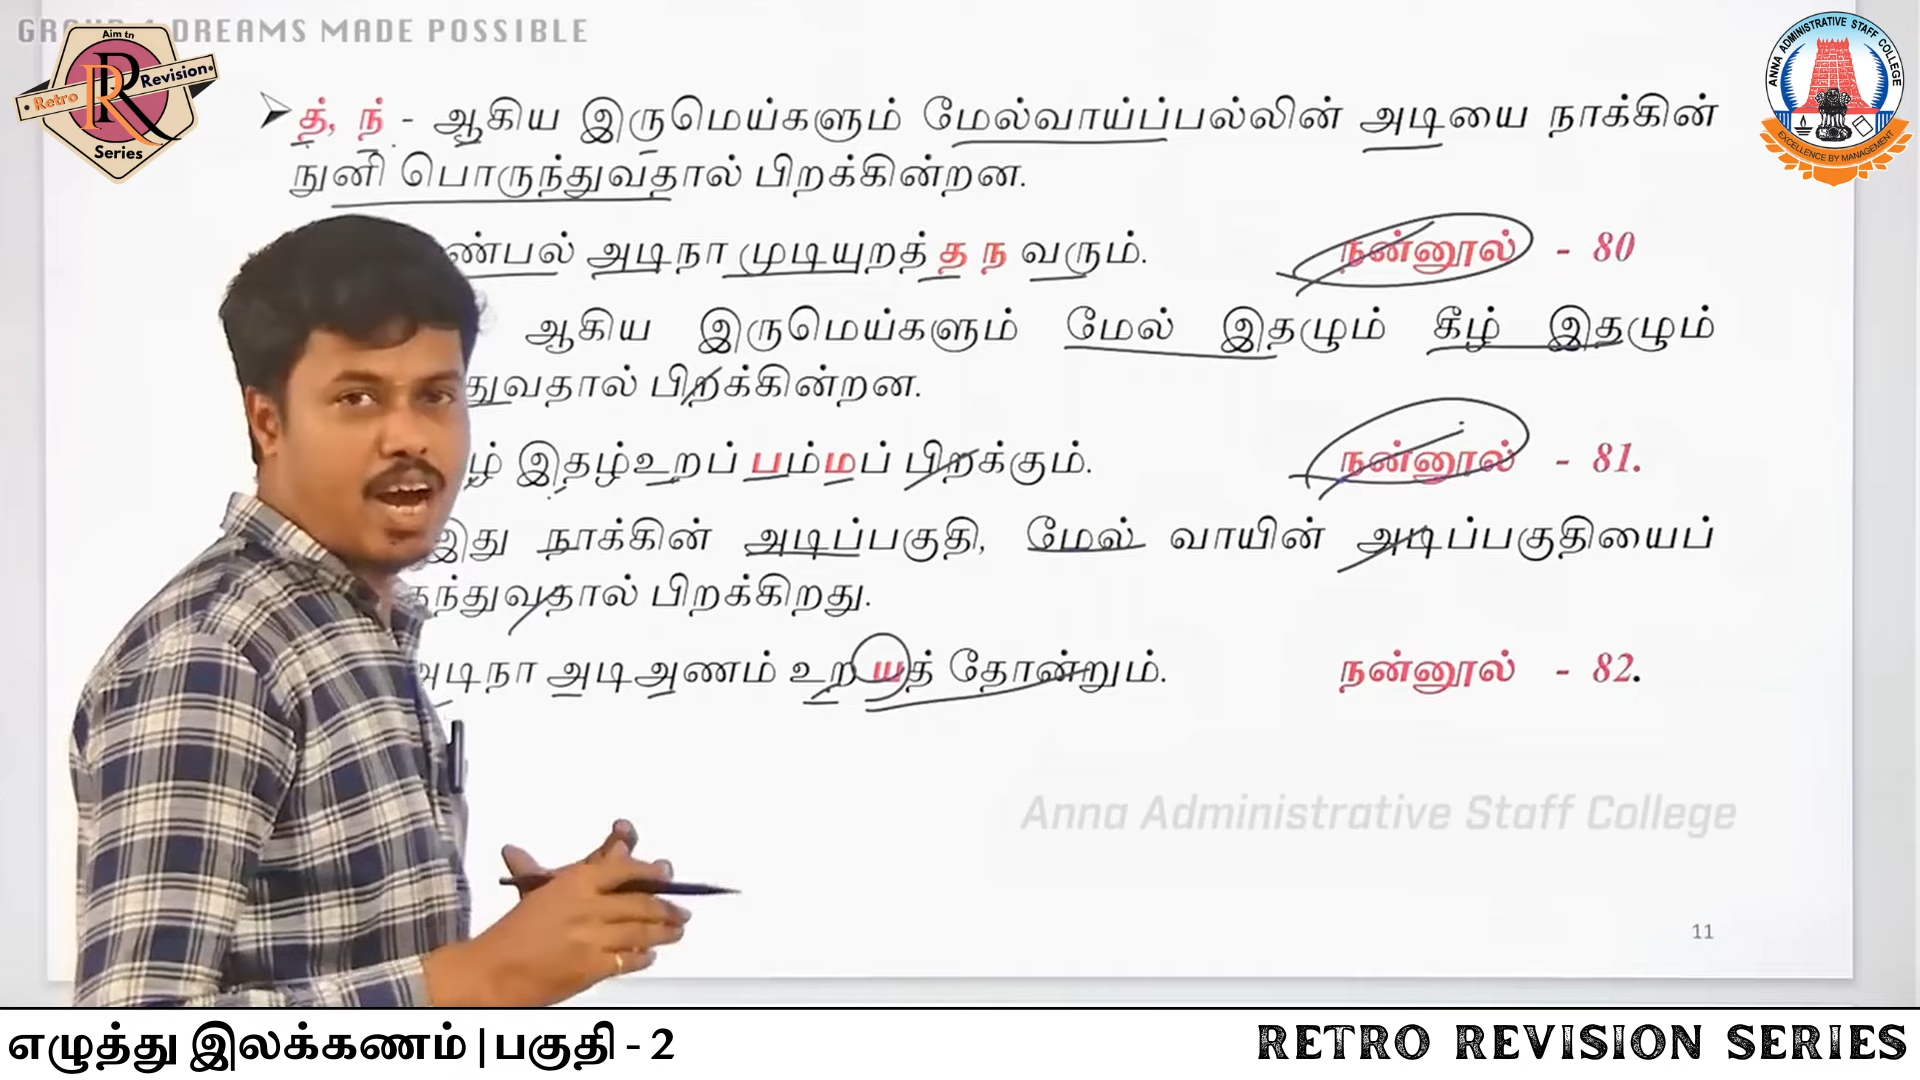 GR DREAMS MADE POSSIBLE
Aim tn
Retro RR Revision
Series
ANNA ADMINISTRATIVE STAFF COLLEGE
EXCELLENCE BY MANAGEMENT
த், ந் - ஆகிய இருமெய்களும் மேல்வாய்ப்பல்லின் அடியை நாக்கின்
நுனி பொருந்துவதால் பிறக்கின்றன.
ண்பல் அடிநா முடியுறத் த ந வரும். நன்னூல் - 80
ஆகிய இருமெய்களும் மேல் இதழும் கீழ் இதழும்
துவதால் பிறக்கின்றன.
ழ் இதழ்உறப் பம்மப் பிறக்கும். நன்னூல் - 81.
இது நாக்கின் அடிப்பகுதி, மேல் வாயின் அடிப்பகுதியைப்
ந்துவதால் பிறக்கிறது.
அடிநா அடிஅணம் உறயத் தோன்றும். நன்னூல் - 82.
Anna Administrative Staff College
11
எழுத்து இலக்கணம் | பகுதி - 2
RETRO REVISION SERIES